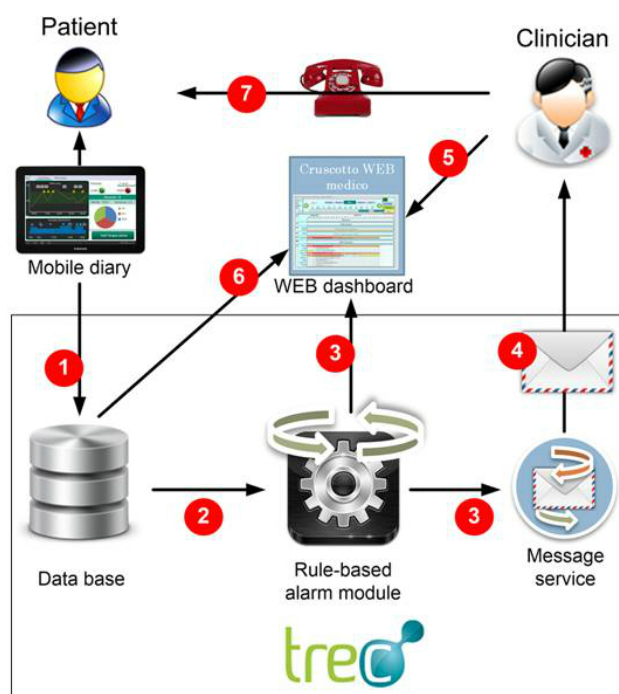 Patient
Clinician
7
5
Cruscotto WEB
medico
Mobile diary
6
WEB dashboard
1
3
4
2
3
Data base
Rule-based
alarm module
Message
service
trec